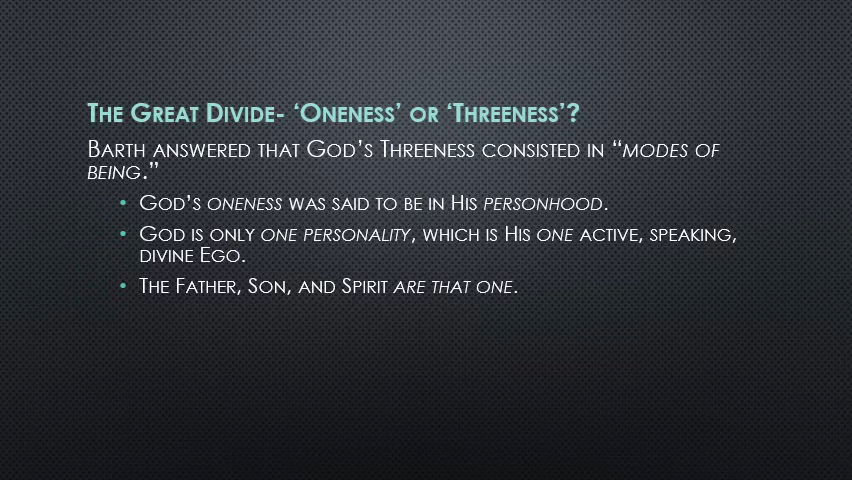 The Great Divide- ‘Oneness’ or ‘Threeness’?
Barth answered that God’s Threeness consisted in “modes of
being.”
• God’s oneness was said to be in His personhood.
• God is only one personality, which is His one active, speaking,
divine Ego.
• The Father, Son, and Spirit are that one.